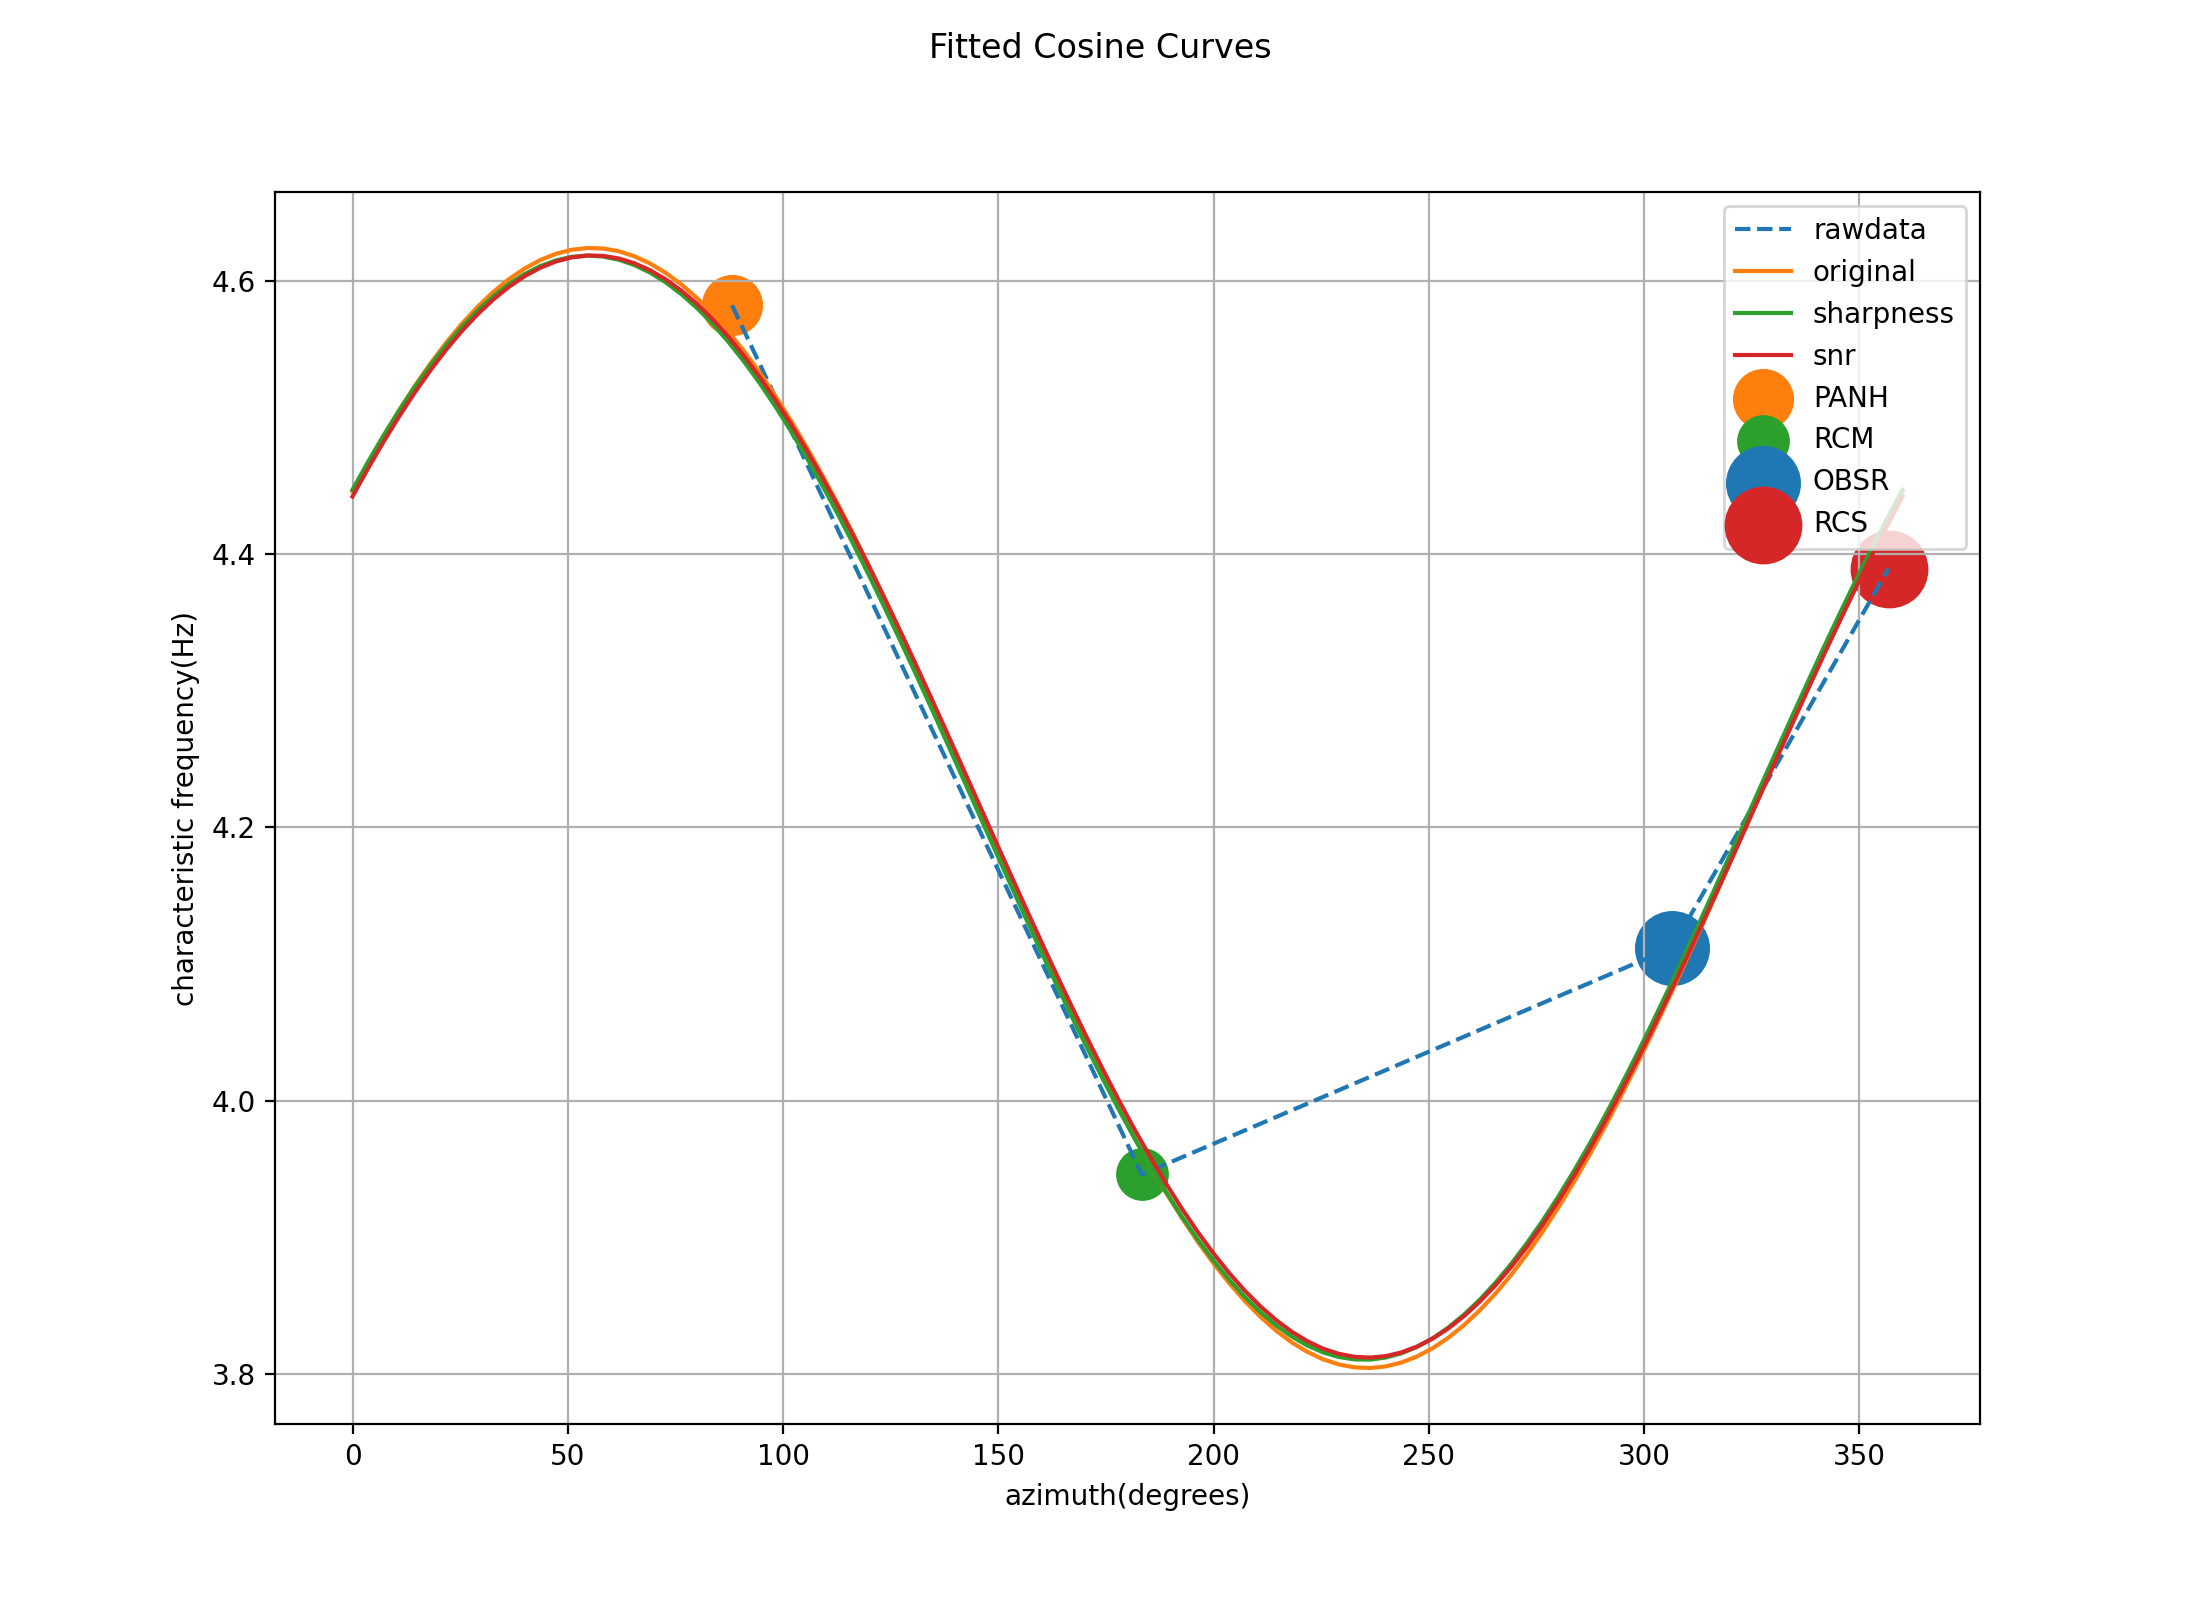 Fitted Cosine Curves
rawdata
original
sharpness
snr
PANH
RCM
OBSR
RCS
4.6
4.4
4.2
4.0
3.8
characteristic frequency(Hz)
0 50 100 150 200 250 300 350
azimuth(degrees)